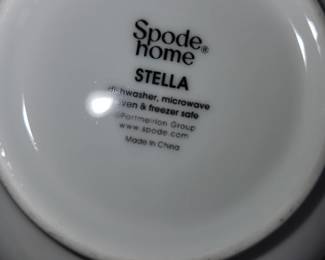 Spode®
home
STELLA
dishwasher, microwave
oven & freezer safe
©Portmeirion Group
www.spode.com
Made in China